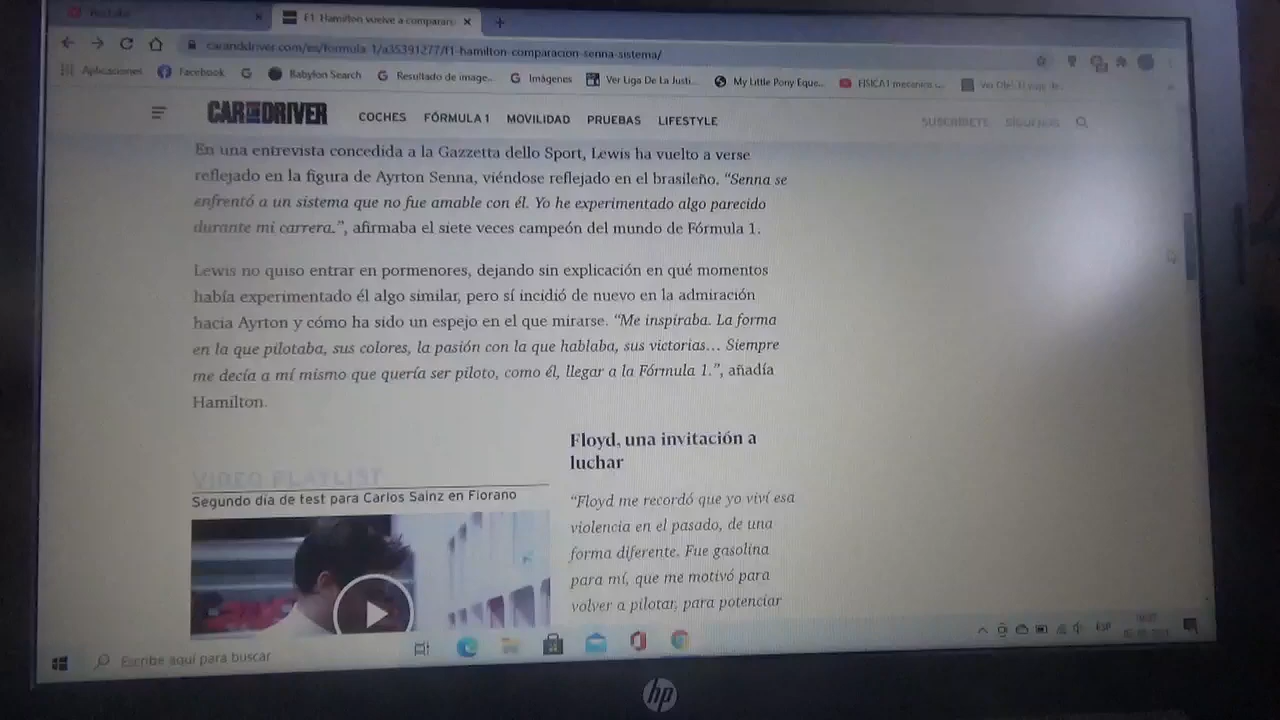 YouTube
F1: Hamilton vuelve a compararse
caranddriver.com/es/formula-1/a35391277/f1-hamilton-comparacion-senna-sistema/
Aplicaciones Facebook Babylon Search Resultado de image... Imágenes Ver Liga De La Justi... My Little Pony Eque... FISICA1 mecanica
CAR AND DRIVER COCHES FÓRMULA 1 MOVILIDAD PRUEBAS LIFESTYLE SUSCRÍBETE SÍGUENOS
En una entrevista concedida a la Gazzetta dello Sport, Lewis ha vuelto a verse
reflejado en la figura de Ayrton Senna, viéndose reflejado en el brasileño. “Senna se
enfrentó a un sistema que no fue amable con él. Yo he experimentado algo parecido
durante mi carrera.”, afirmaba el siete veces campeón del mundo de Fórmula 1.
Lewis no quiso entrar en pormenores, dejando sin explicación en qué momentos
había experimentado él algo similar, pero sí incidió de nuevo en la admiración
hacia Ayrton y cómo ha sido un espejo en el que mirarse. “Me inspiraba. La forma
en la que pilotaba, sus colores, la pasión con la que hablaba, sus victorias... Siempre
me decía a mí mismo que quería ser piloto, como él, llegar a la Fórmula 1.”, añadía
Hamilton.
VIDEO PLAYLIST
Segundo día de test para Carlos Sainz en Fiorano
Floyd, una invitación a
luchar
“Floyd me recordó que yo viví esa
violencia en el pasado, de una
forma diferente. Fue gasolina
para mí, que me motivó para
volver a pilotar, para potenciar
Escribe aquí para buscar
ESP
hp